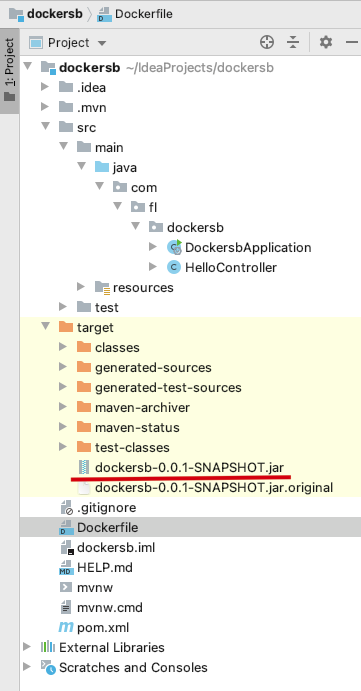 dockersb Dockerfile
1: Project
Project
dockersb ~/IdeaProjects/dockersb
.idea
.mvn
src
main
java
com
fl
dockersb
DockersbApplication
HelloController
resources
test
target
classes
generated-sources
generated-test-sources
maven-archiver
maven-status
test-classes
dockersb-0.0.1-SNAPSHOT.jar
dockersb-0.0.1-SNAPSHOT.jar.original
.gitignore
Dockerfile
dockersb.iml
HELP.md
mvnw
mvnw.cmd
pom.xml
External Libraries
Scratches and Consoles